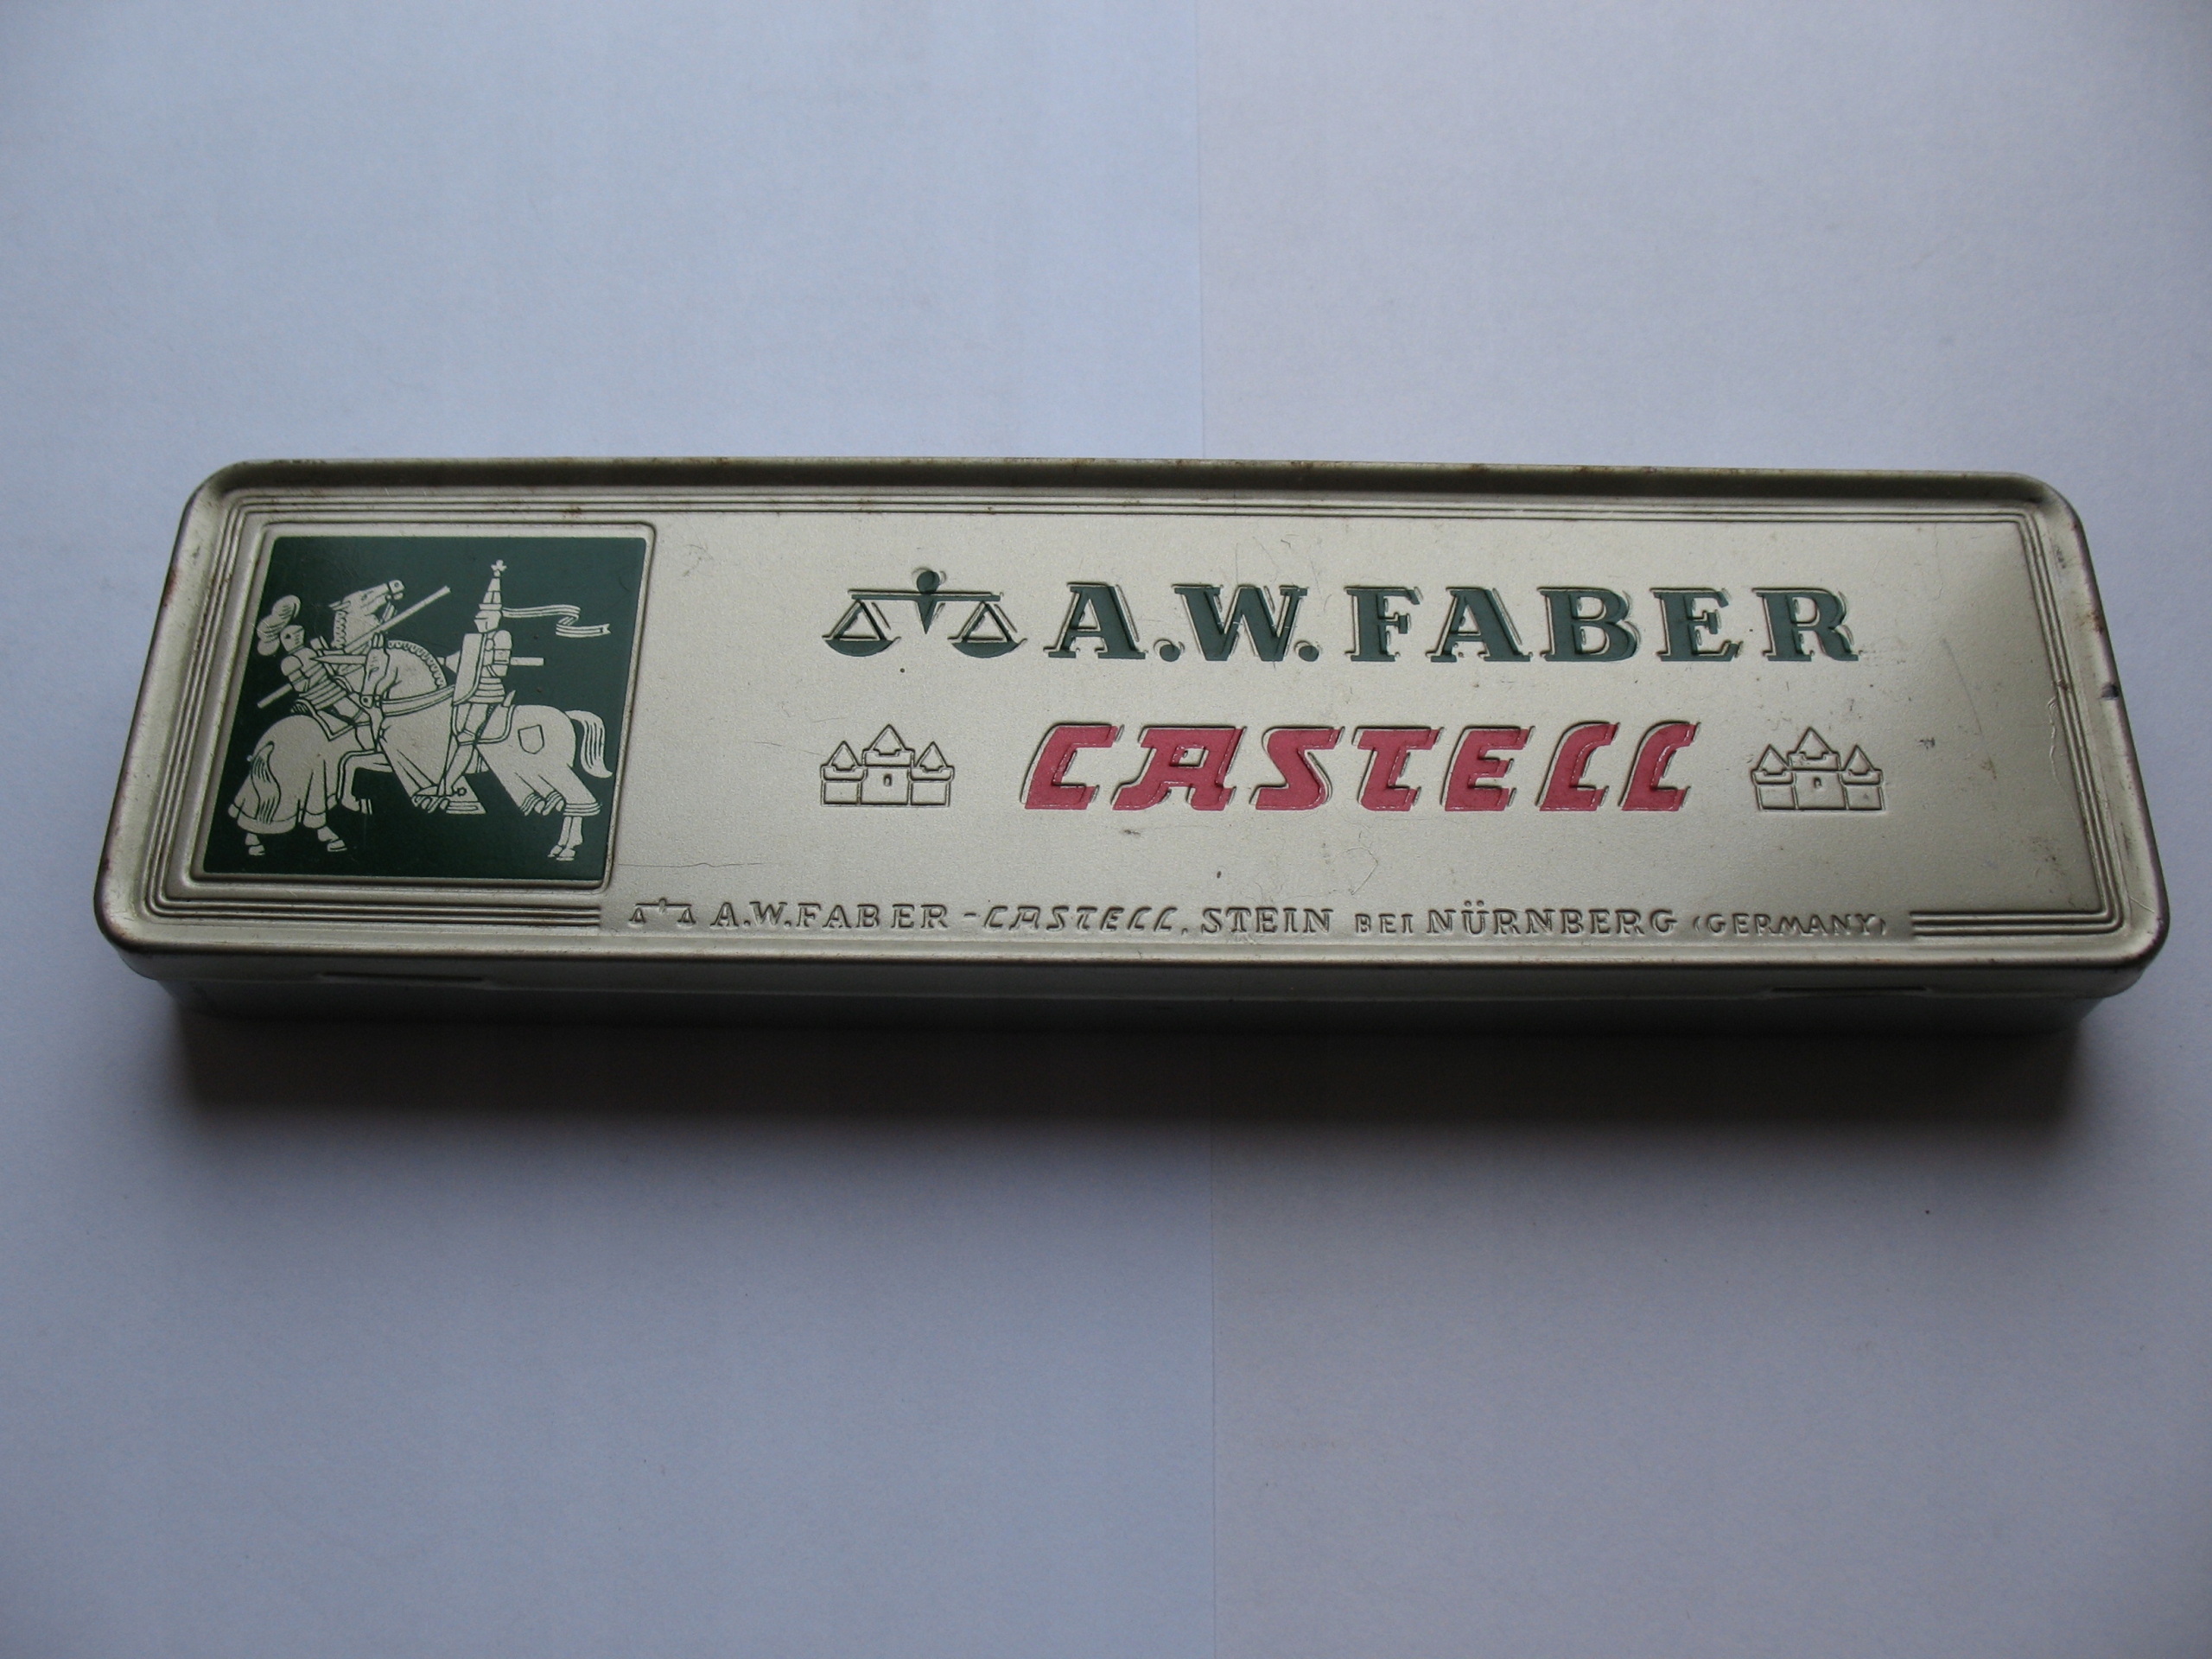 A.W. FABER
CASTELL
A.W. FABER-CASTELL, STEIN BEI NÜRNBERG (GERMANY)